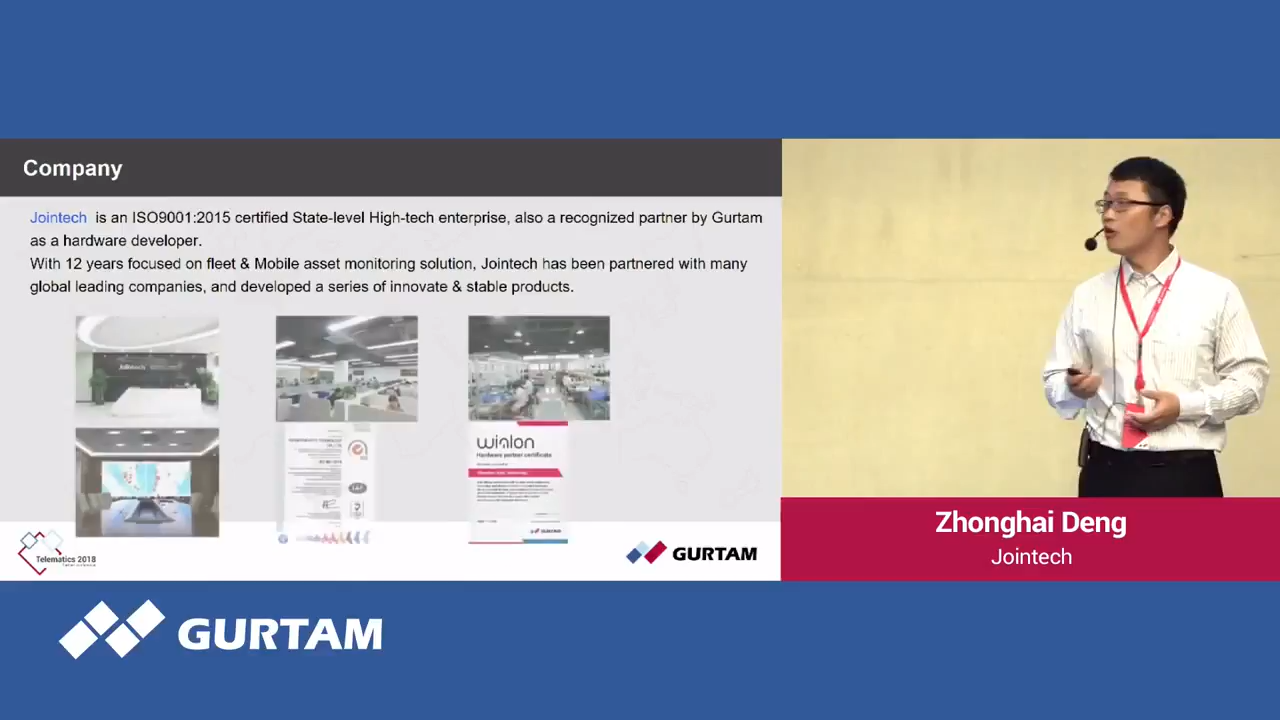 Company
Jointech is an ISO9001:2015 certified State-level High-tech enterprise, also a recognized partner by Gurtam
as a hardware developer.
With 12 years focused on fleet & Mobile asset monitoring solution, Jointech has been partnered with many
global leading companies, and developed a series of innovate & stable products.
Jointech
wialon
Hardware partner certificate
Telematics 2018
GURTAM
Zhonghai Deng
Jointech
GURTAM